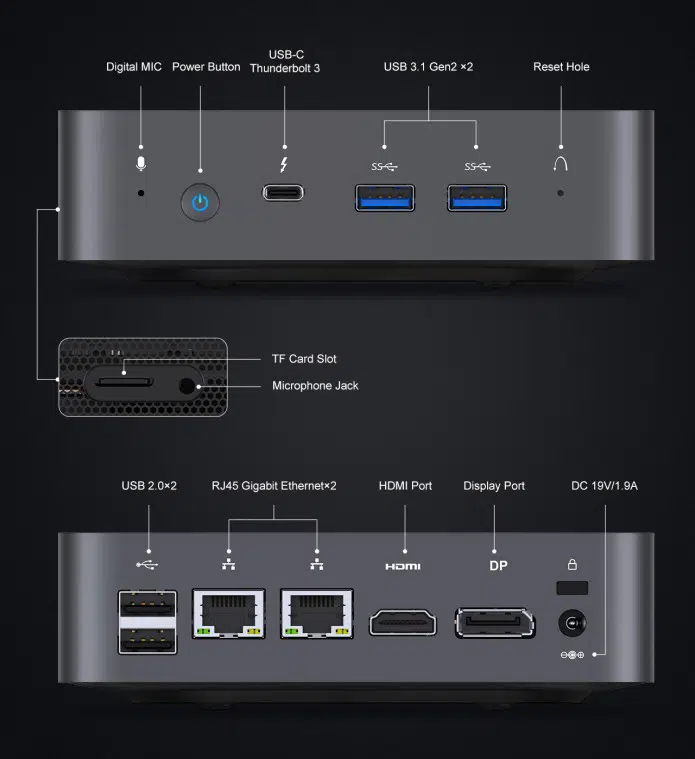 Digital MIC
Power Button
USB-C
Thunderbolt 3
USB 3.1 Gen2 ×2
Reset Hole
SS
SS
TF Card Slot
Microphone Jack
USB 2.0×2
RJ45 Gigabit Ethernet×2
HDMI Port
Display Port
DC 19V/1.9A
HDMI
DP